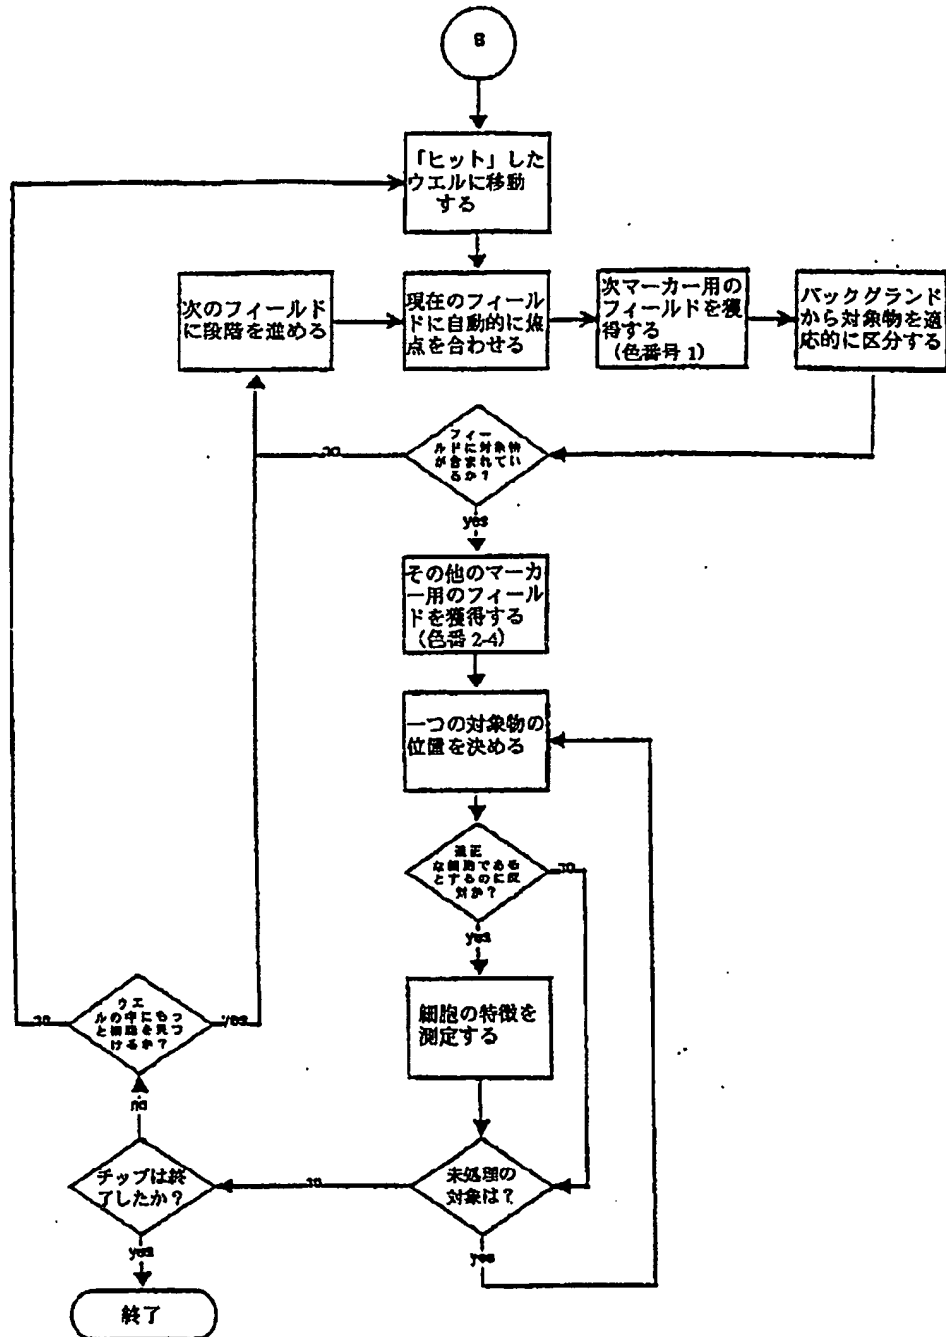 B
「ヒット」した
ウエルに移動
する
次のフィールド
に段階を進める
現在のフィール
ドに自動的に焦
点を合わせる
次マーカー用の
フィールドを獲
得する
(色番号 1)
バックグランド
から対象物を適
応的に区分する
フィー
ルドに対象物
が含まれてい
るか?
no
yes
その他のマーカ
ー用のフィール
ドを獲得する
(色番 2-4)
一つの対象物の
位置を決める
適正
な細胞である
とするのに反
対か?
no
yes
細胞の特徴を
測定する
ウエ
ルの中にもっ
と細胞を見つ
けるか?
no
yes
no
チップは終
了したか?
no
未処理の
対象は?
yes
yes
終了